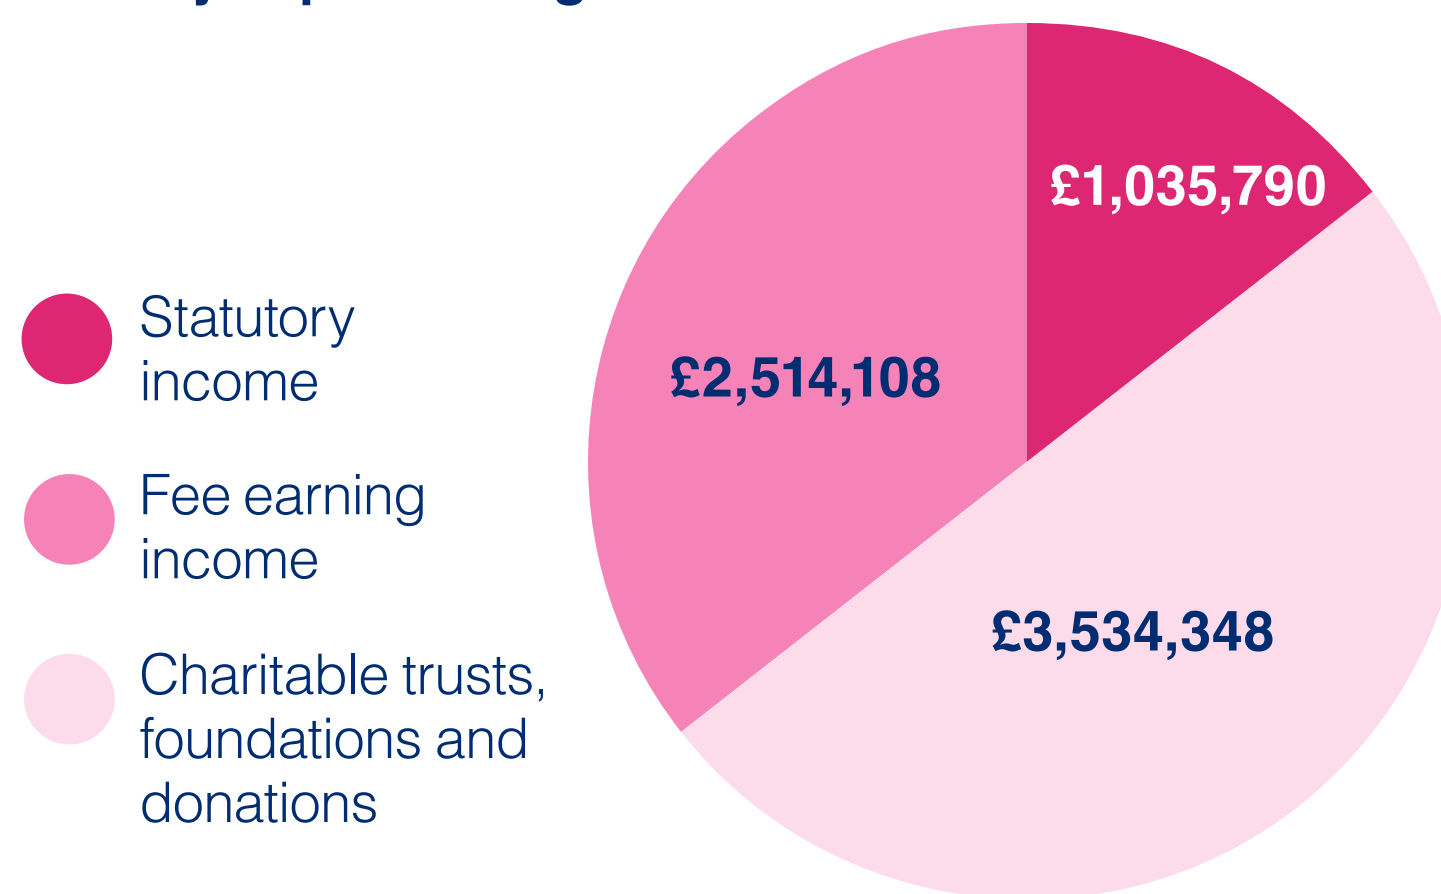 Statutory
income
Fee earning
income
Charitable trusts,
foundations and
donations
£1,035,790
£2,514,108
£3,534,348